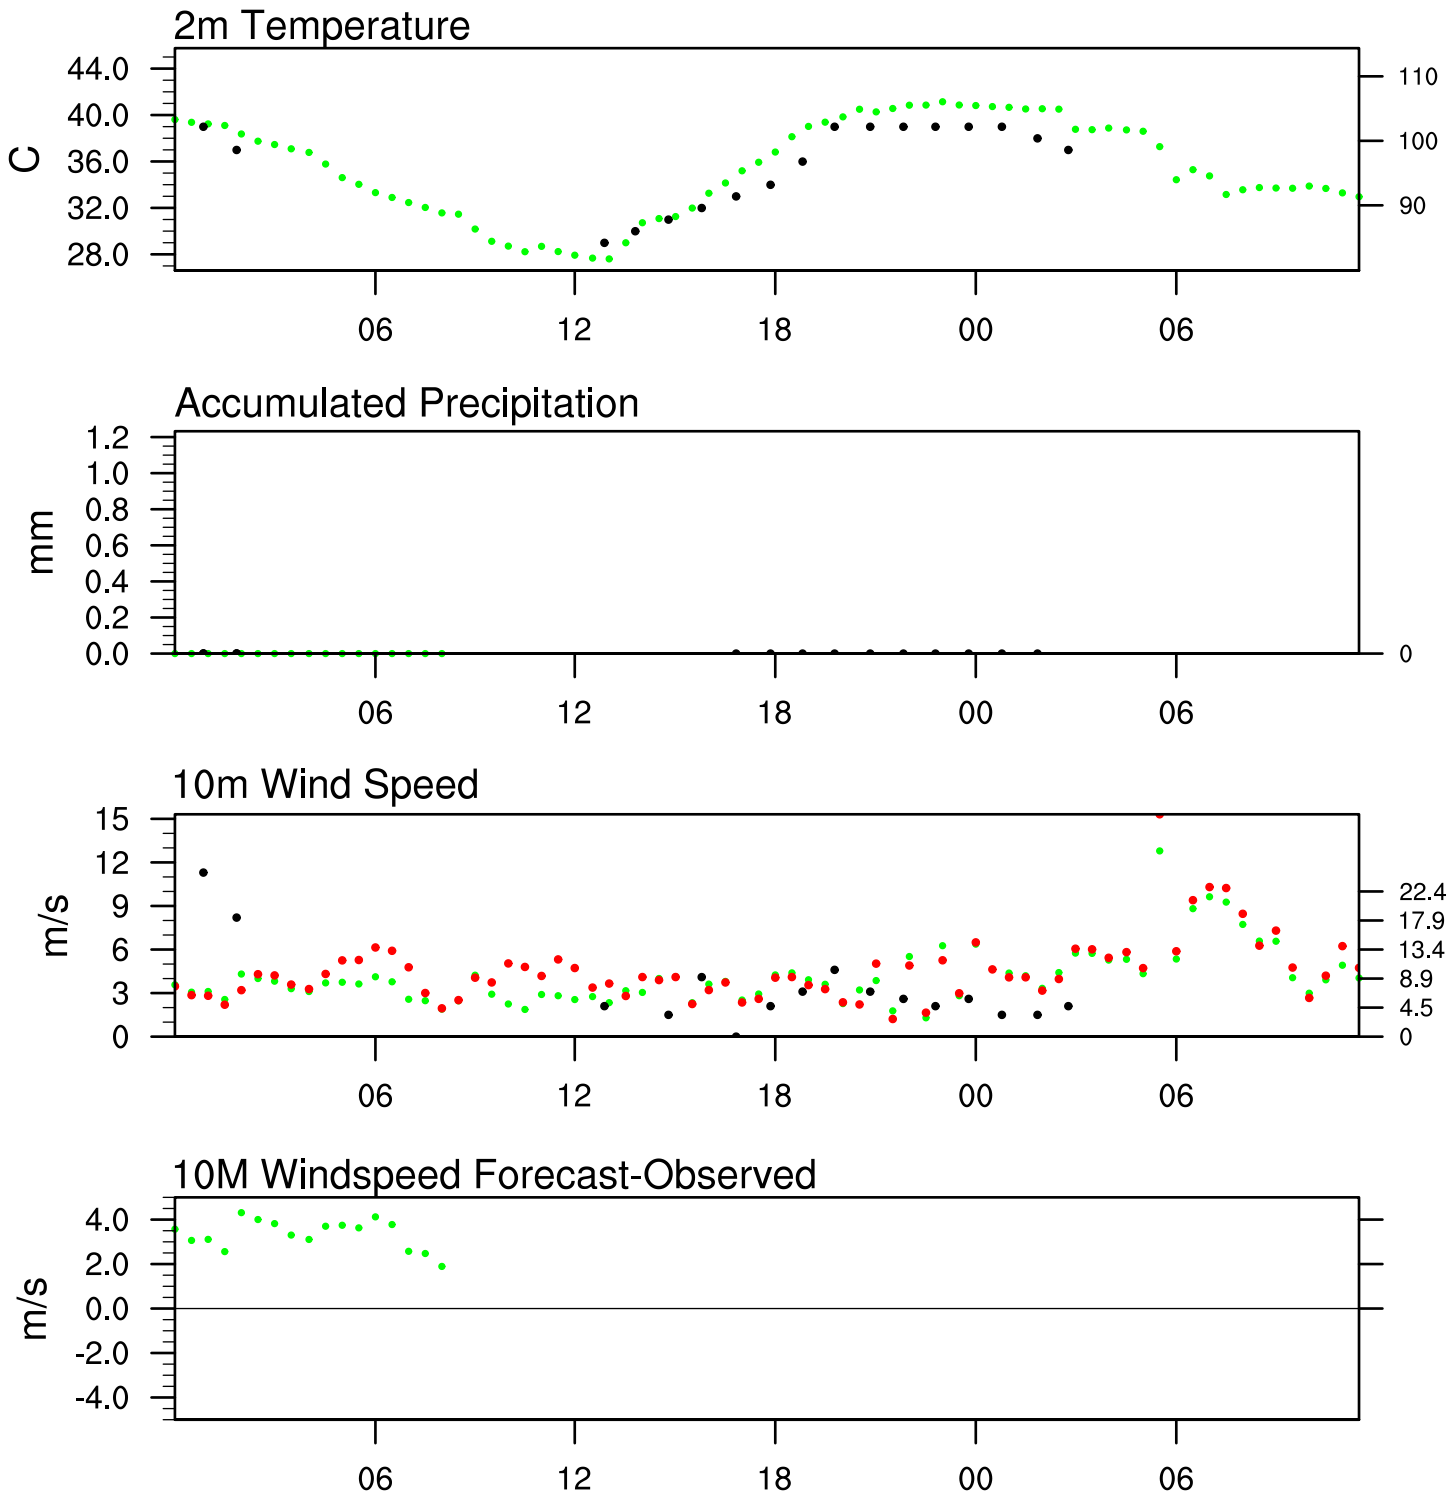 2m Temperature
44.0
40.0
36.0
32.0
28.0
C
110
100
90
06 12 18 00 06
Accumulated Precipitation
1.2
1.0
0.8
0.6
0.4
0.2
0.0
mm
0
06 12 18 00 06
10m Wind Speed
15
12
9
6
3
0
m/s
22.4
17.9
13.4
8.9
4.5
0
06 12 18 00 06
10M Windspeed Forecast-Observed
4.0
2.0
0.0
-2.0
-4.0
m/s
06 12 18 00 06